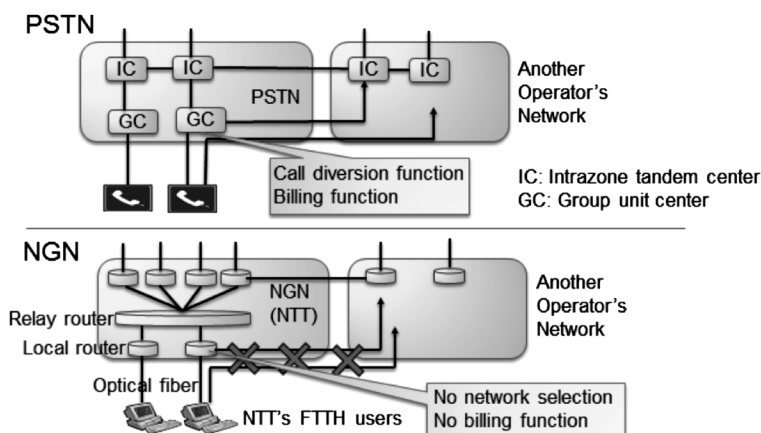 PSTN
IC
IC
IC
IC
PSTN
GC
GC
Another
Operator's
Network
Call diversion function
Billing function
IC: Intrazone tandem center
GC: Group unit center
NGN
NGN
(NTT)
Another
Operator's
Network
Relay router
Local router
Optical fiber
NTT's FTTH users
No network selection
No billing function